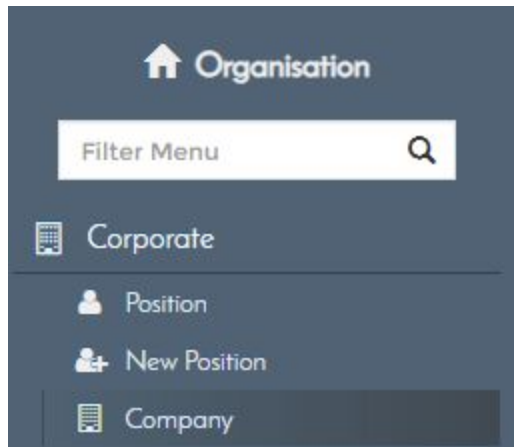 Organisation
Filter Menu
Corporate
Position
New Position
Company